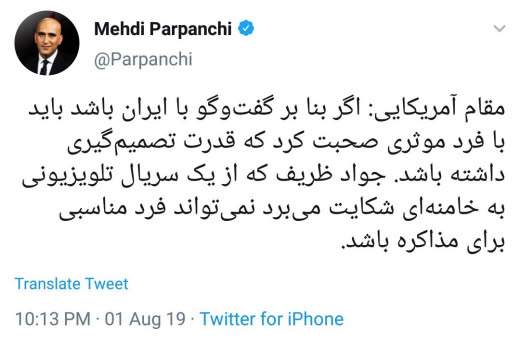 Mehdi Parpanchi
@Parpanchi
مقام آمریکایی: اگر بنا بر گفت‌وگو با ایران باشد باید
با فرد موثری صحبت کرد که قدرت تصمیم‌گیری
داشته باشد. جواد ظریف که از یک سریال تلویزیونی
به خامنه‌ای شکایت می‌برد نمی‌تواند فرد مناسبی
برای مذاکره باشد.
Translate Tweet
10:13 PM · 01 Aug 19 · Twitter for iPhone